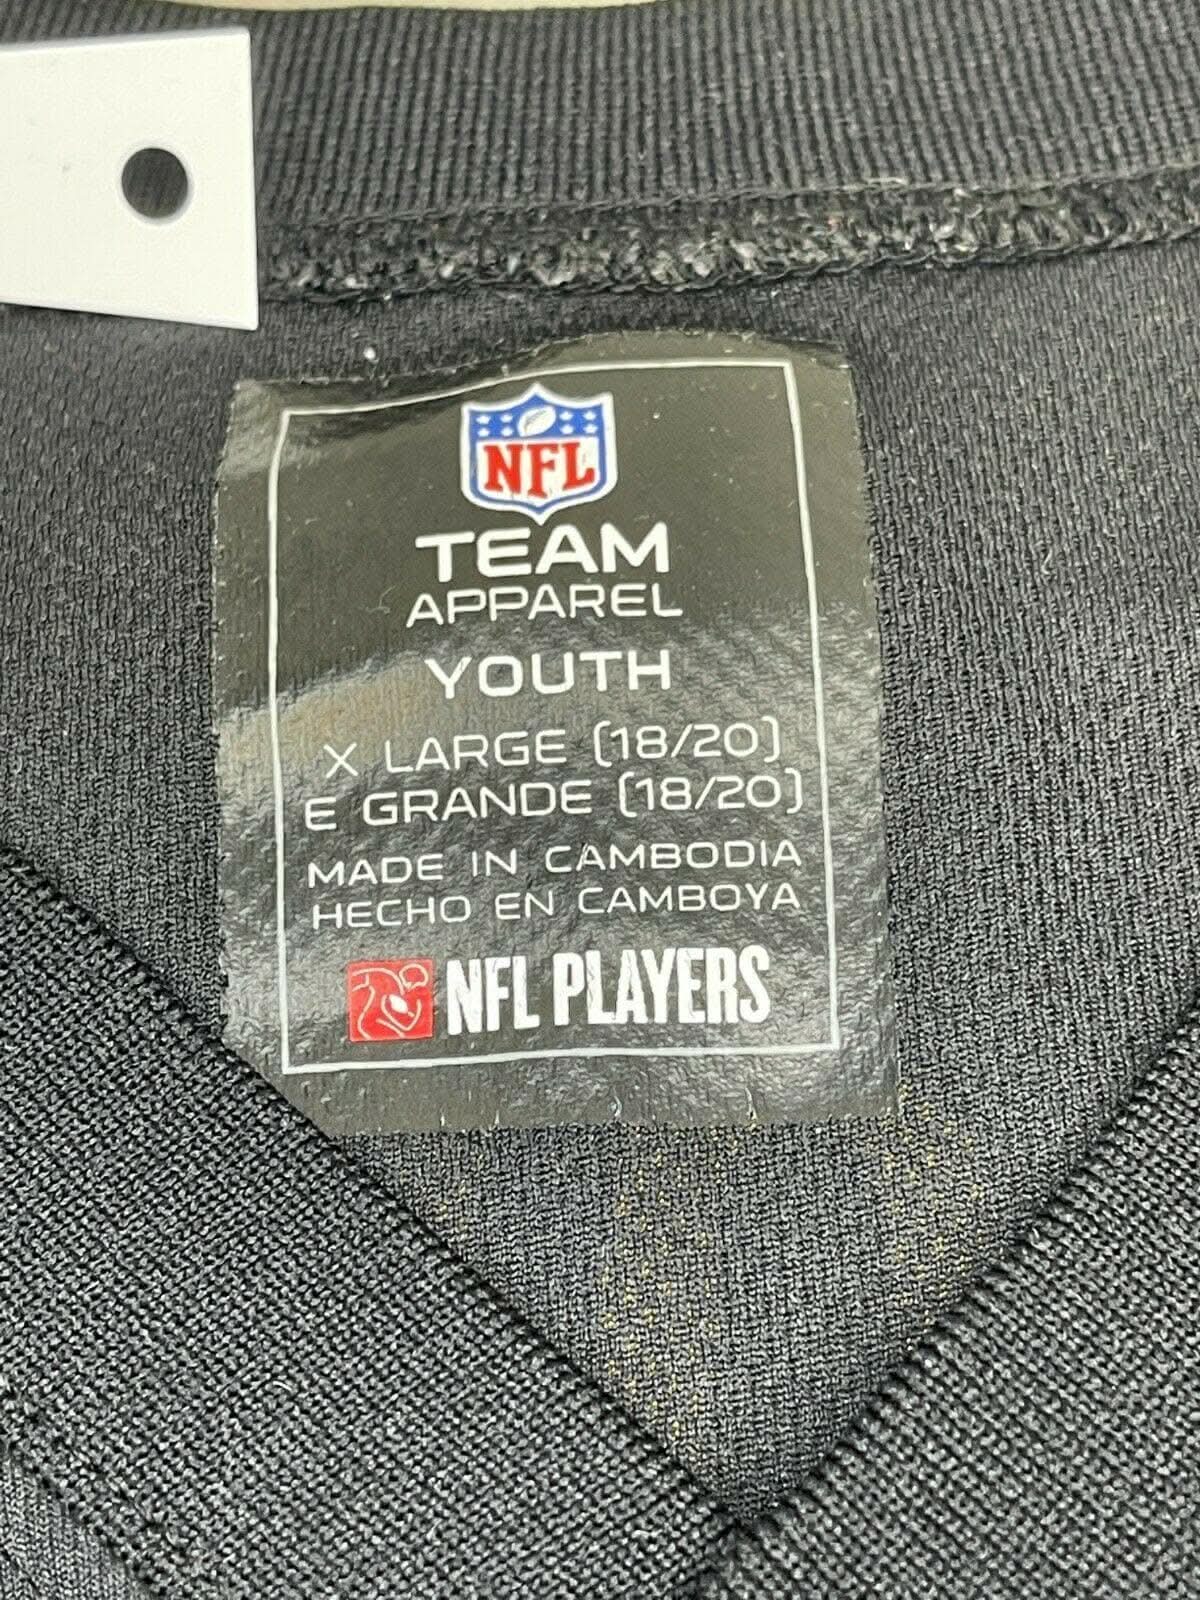 NFL
TEAM
APPAREL
YOUTH
X LARGE (18/20)
E GRANDE (18/20)
MADE IN CAMBODIA
HECHO EN CAMBOYA
NFL PLAYERS